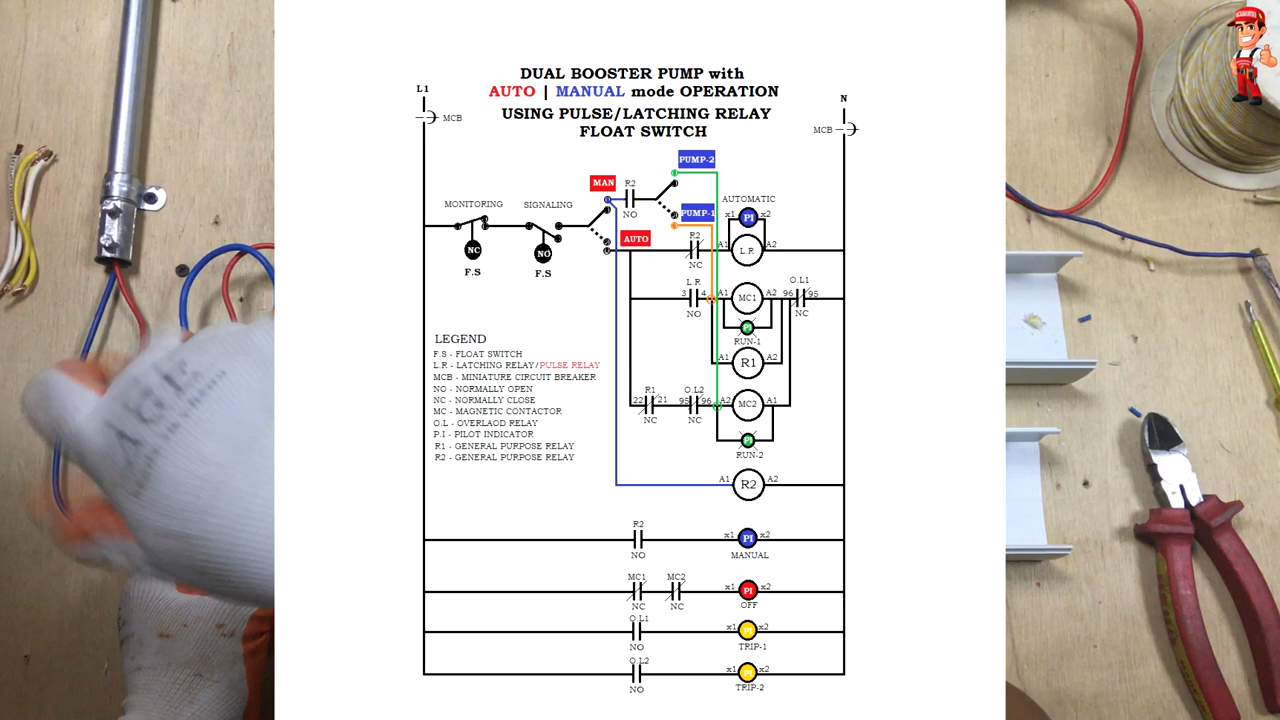 DUAL BOOSTER PUMP with
AUTO | MANUAL mode OPERATION
USING PULSE/LATCHING RELAY
FLOAT SWITCH
L1
MCB
N
MCB
PUMP-2
MAN
R2
NO
MONITORING
SIGNALING
NC
F.S
NO
F.S
AUTO
PUMP-1
AUTOMATIC
x1 PI x2
R2
NC
A1 L.R A2
L.R
3 4
NO
A1 MC1 A2
O.L1
96 95
NC
PI
RUN-1
A1 R1 A2
LEGEND
F.S - FLOAT SWITCH
L.R - LATCHING RELAY/PULSE RELAY
MCB - MINIATURE CIRCUIT BREAKER
NO - NORMALLY OPEN
NC - NORMALLY CLOSE
MC - MAGNETIC CONTACTOR
O.L - OVERLAOD RELAY
P.I - PILOT INDICATOR
R1 - GENERAL PURPOSE RELAY
R2 - GENERAL PURPOSE RELAY
R1
22 21
NC
O.L2
95 96
NC
A2 MC2 A1
PI
RUN-2
A1 R2 A2
R2
NO
x1 PI x2
MANUAL
MC1
NC
MC2
NC
x1 PI x2
OFF
O.L1
NO
x1 PI x2
TRIP-1
O.L2
NO
x1 PI x2
TRIP-2